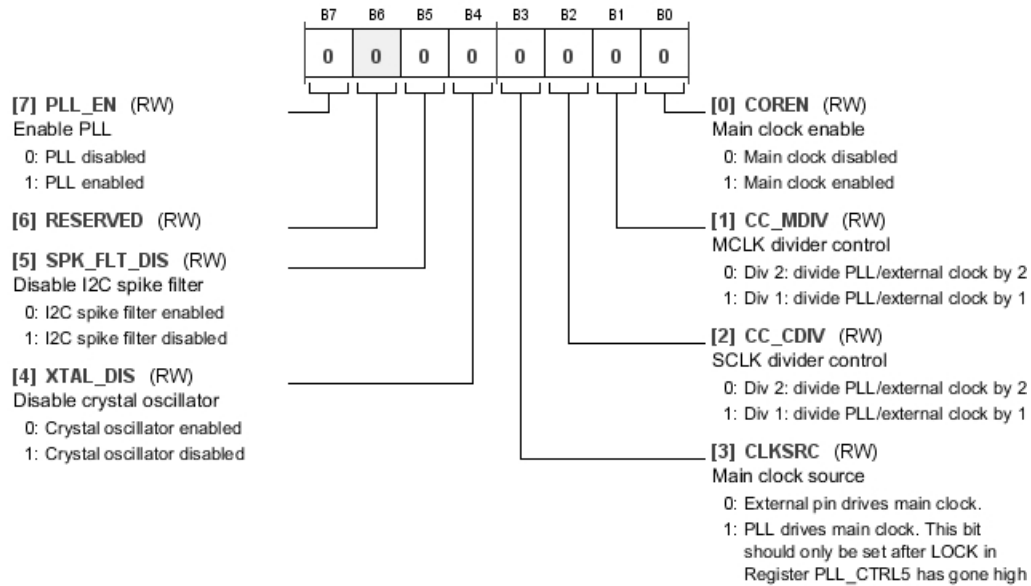 B7 B6 B5 B4 B3 B2 B1 B0
0 0 0 0 0 0 0 0
[7] PLL_EN (RW)
Enable PLL
0: PLL disabled
1: PLL enabled
[6] RESERVED (RW)
[5] SPK_FLT_DIS (RW)
Disable I2C spike filter
0: I2C spike filter enabled
1: I2C spike filter disabled
[4] XTAL_DIS (RW)
Disable crystal oscillator
0: Crystal oscillator enabled
1: Crystal oscillator disabled
[0] COREN (RW)
Main clock enable
0: Main clock disabled
1: Main clock enabled
[1] CC_MDIV (RW)
MCLK divider control
0: Div 2: divide PLL/external clock by 2
1: Div 1: divide PLL/external clock by 1
[2] CC_CDIV (RW)
SCLK divider control
0: Div 2: divide PLL/external clock by 2
1: Div 1: divide PLL/external clock by 1
[3] CLKSRC (RW)
Main clock source
0: External pin drives main clock.
1: PLL drives main clock. This bit
should only be set after LOCK in
Register PLL_CTRL5 has gone high